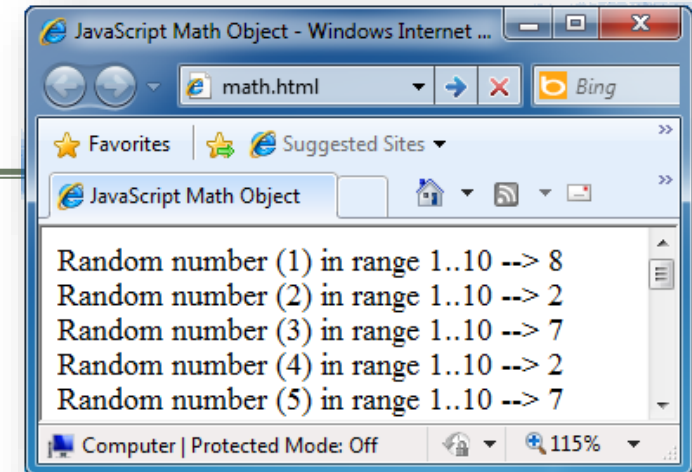 JavaScript Math Object - Windows Internet ...
math.html
Bing
Favorites
Suggested Sites
JavaScript Math Object
Random number (1) in range 1..10 --> 8
Random number (2) in range 1..10 --> 2
Random number (3) in range 1..10 --> 7
Random number (4) in range 1..10 --> 2
Random number (5) in range 1..10 --> 7
Computer | Protected Mode: Off
115%